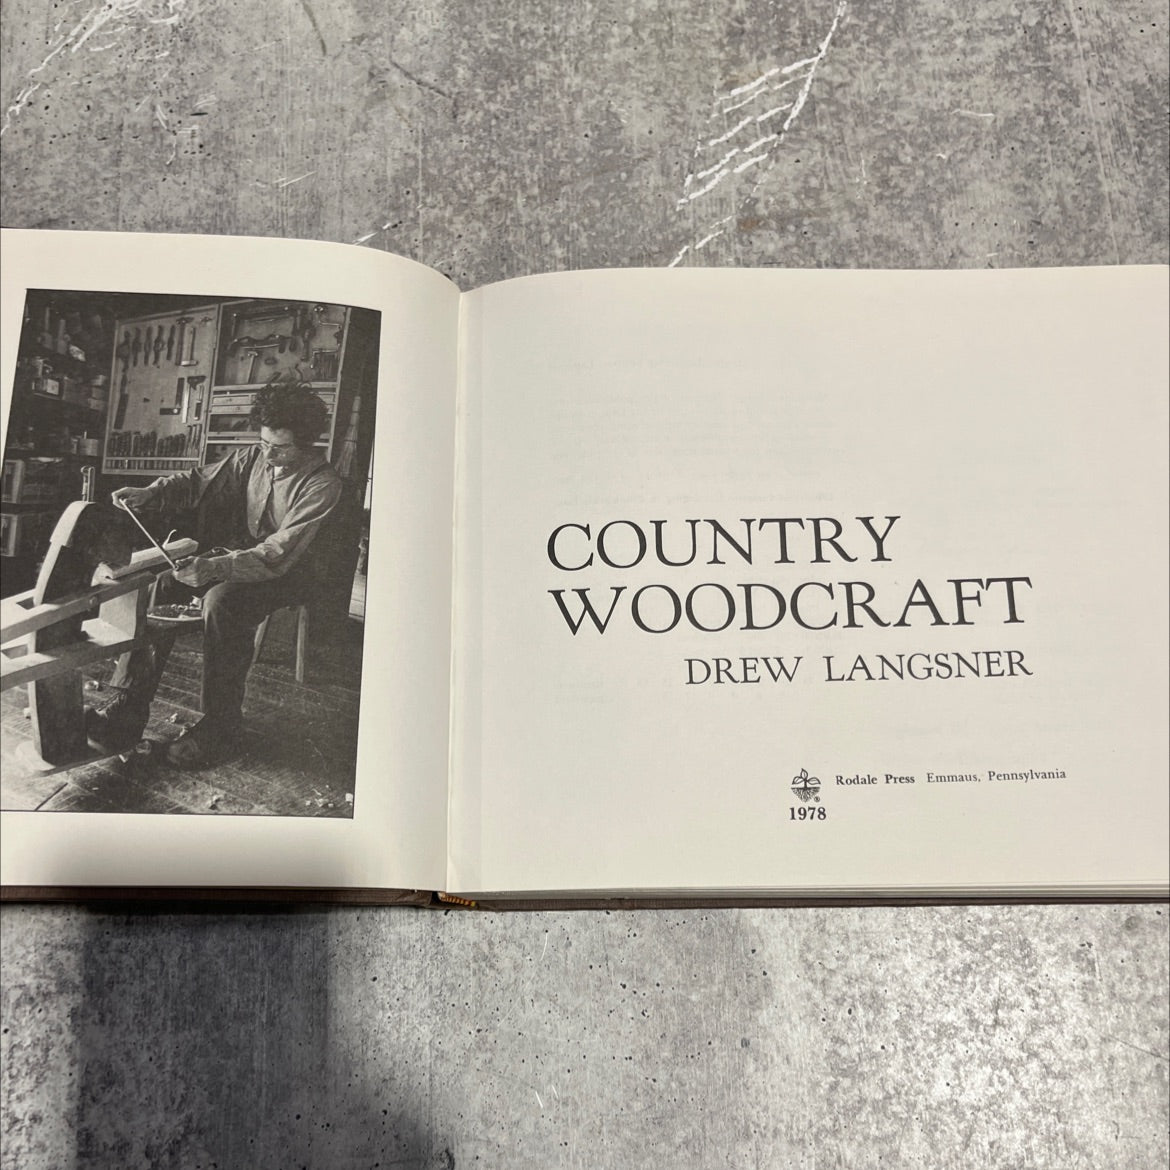 COUNTRY
WOODCRAFT
DREW LANGSNER
Rodale Press Emmaus, Pennsylvania
1978